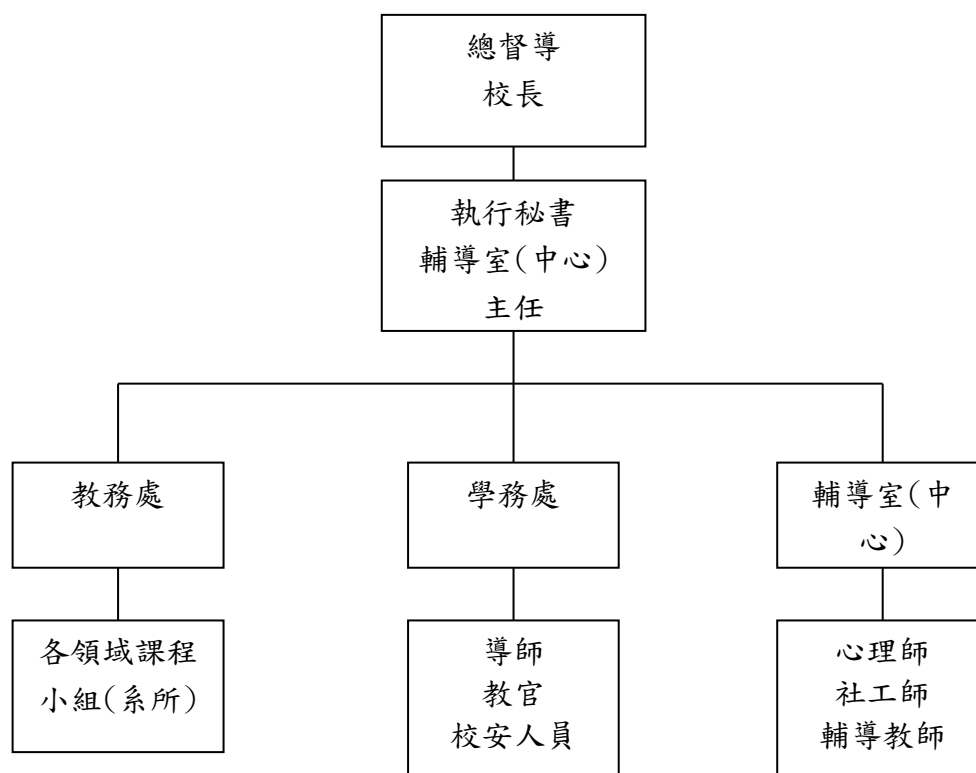 總督導
校長
執行秘書
輔導室(中心)
主任
教務處
學務處
輔導室(中
心)
各領域課程
小組(系所)
導師
教官
校安人員
心理師
社工師
輔導教師